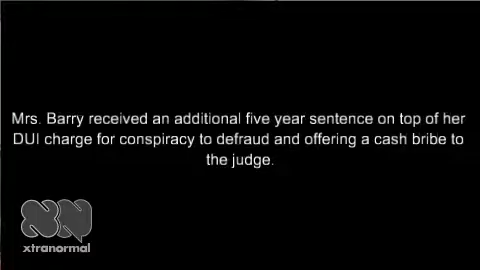 Mrs. Barry received an additional five year sentence on top of her
DUI charge for conspiracy to defraud and offering a cash bribe to
the judge.
XN
xtranormal